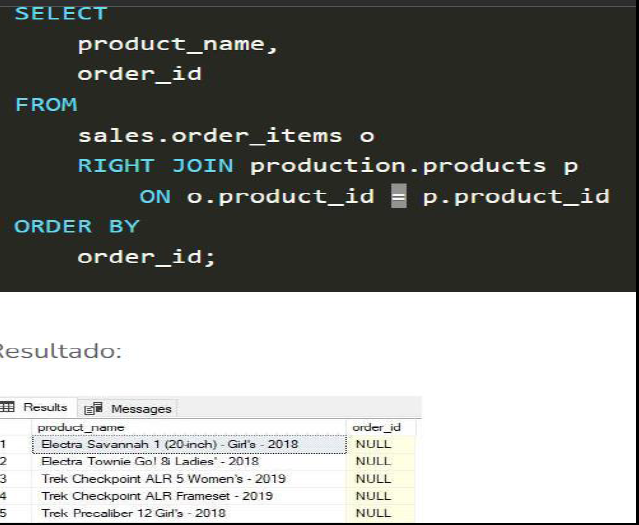 SELECT
product_name,
order_id
FROM
sales.order_items o
RIGHT JOIN production.products p
ON o.product_id = p.product_id
ORDER BY
order_id;
Resultado:
Results Messages
product_name order_id
1 Electra Savannah 1 (20-inch) - Girl's - 2018 NULL
2 Electra Townie Go! 8i Ladies' - 2018 NULL
3 Trek Checkpoint ALR 5 Women's - 2019 NULL
4 Trek Checkpoint ALR Frameset - 2019 NULL
5 Trek Precaliber 12 Girl's - 2018 NULL